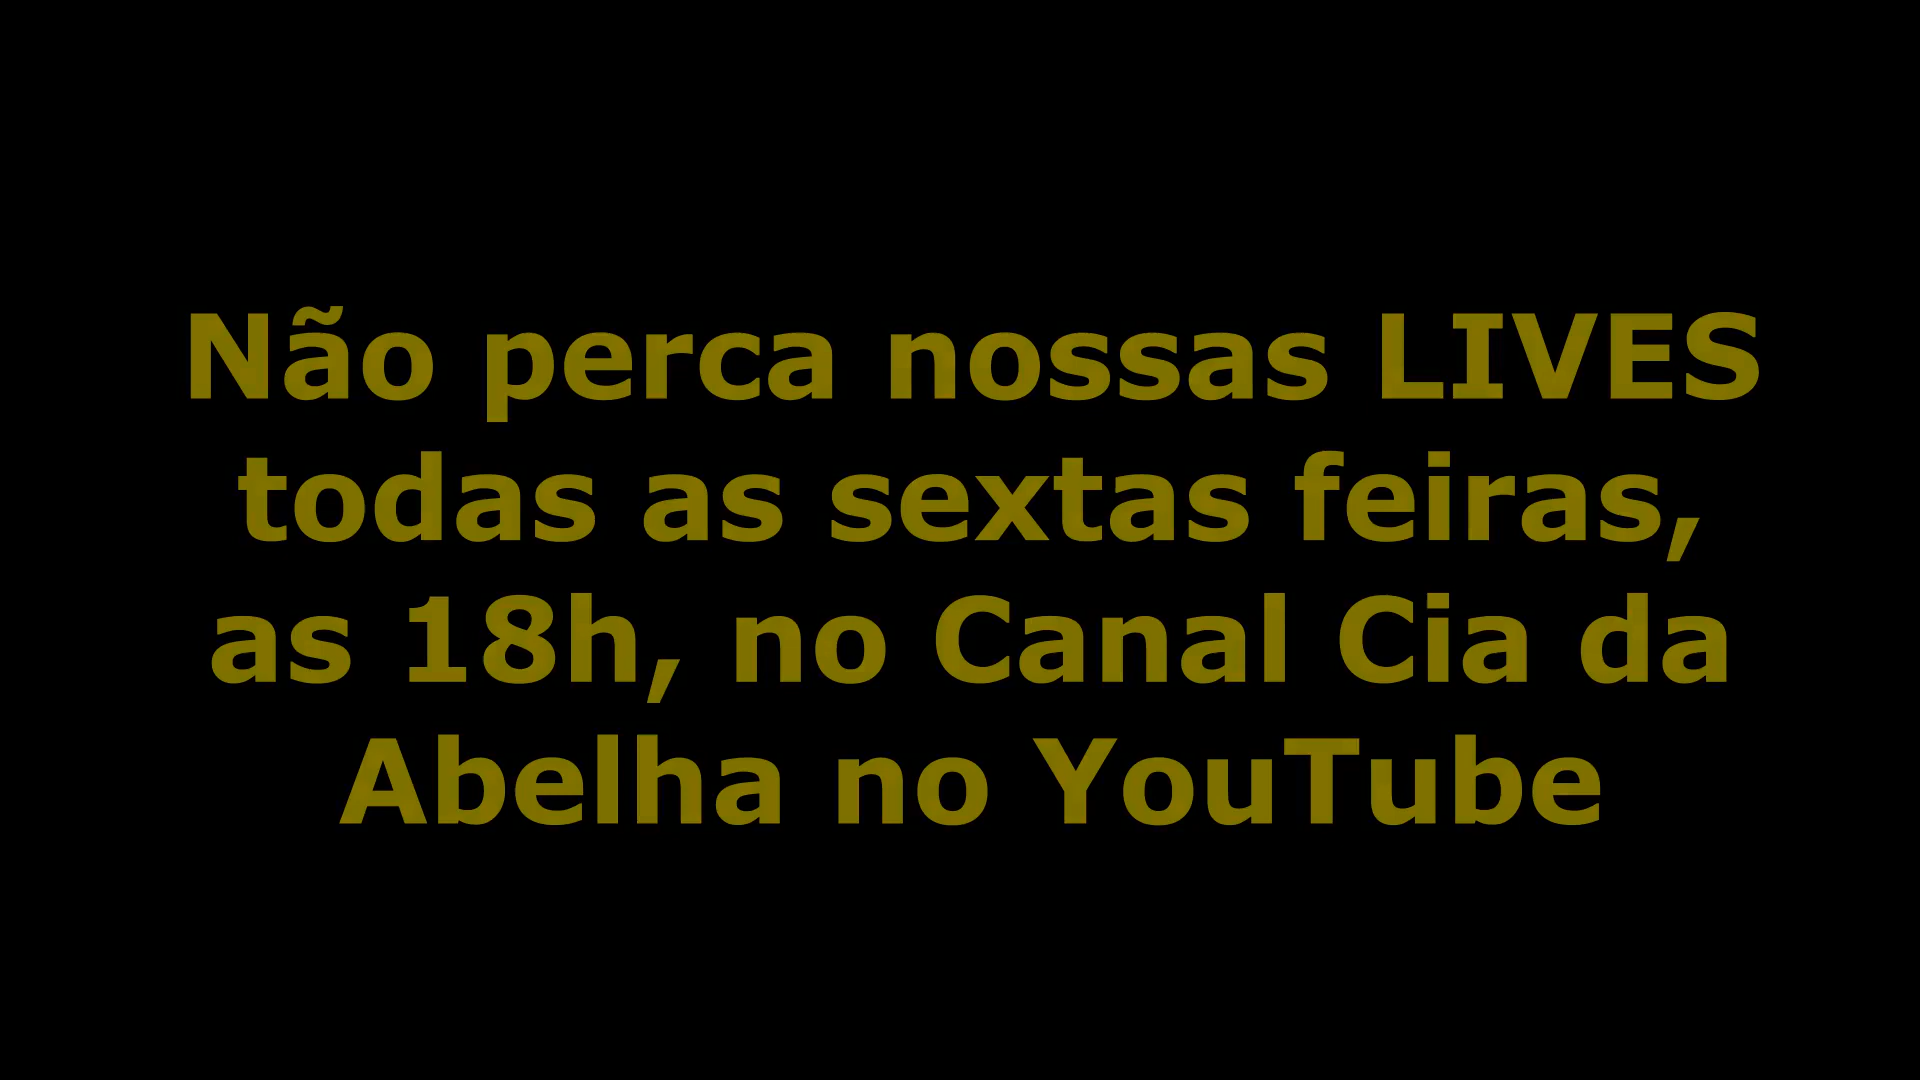 Não perca nossas LIVES
todas as sextas feiras,
as 18h, no Canal Cia da
Abelha no YouTube